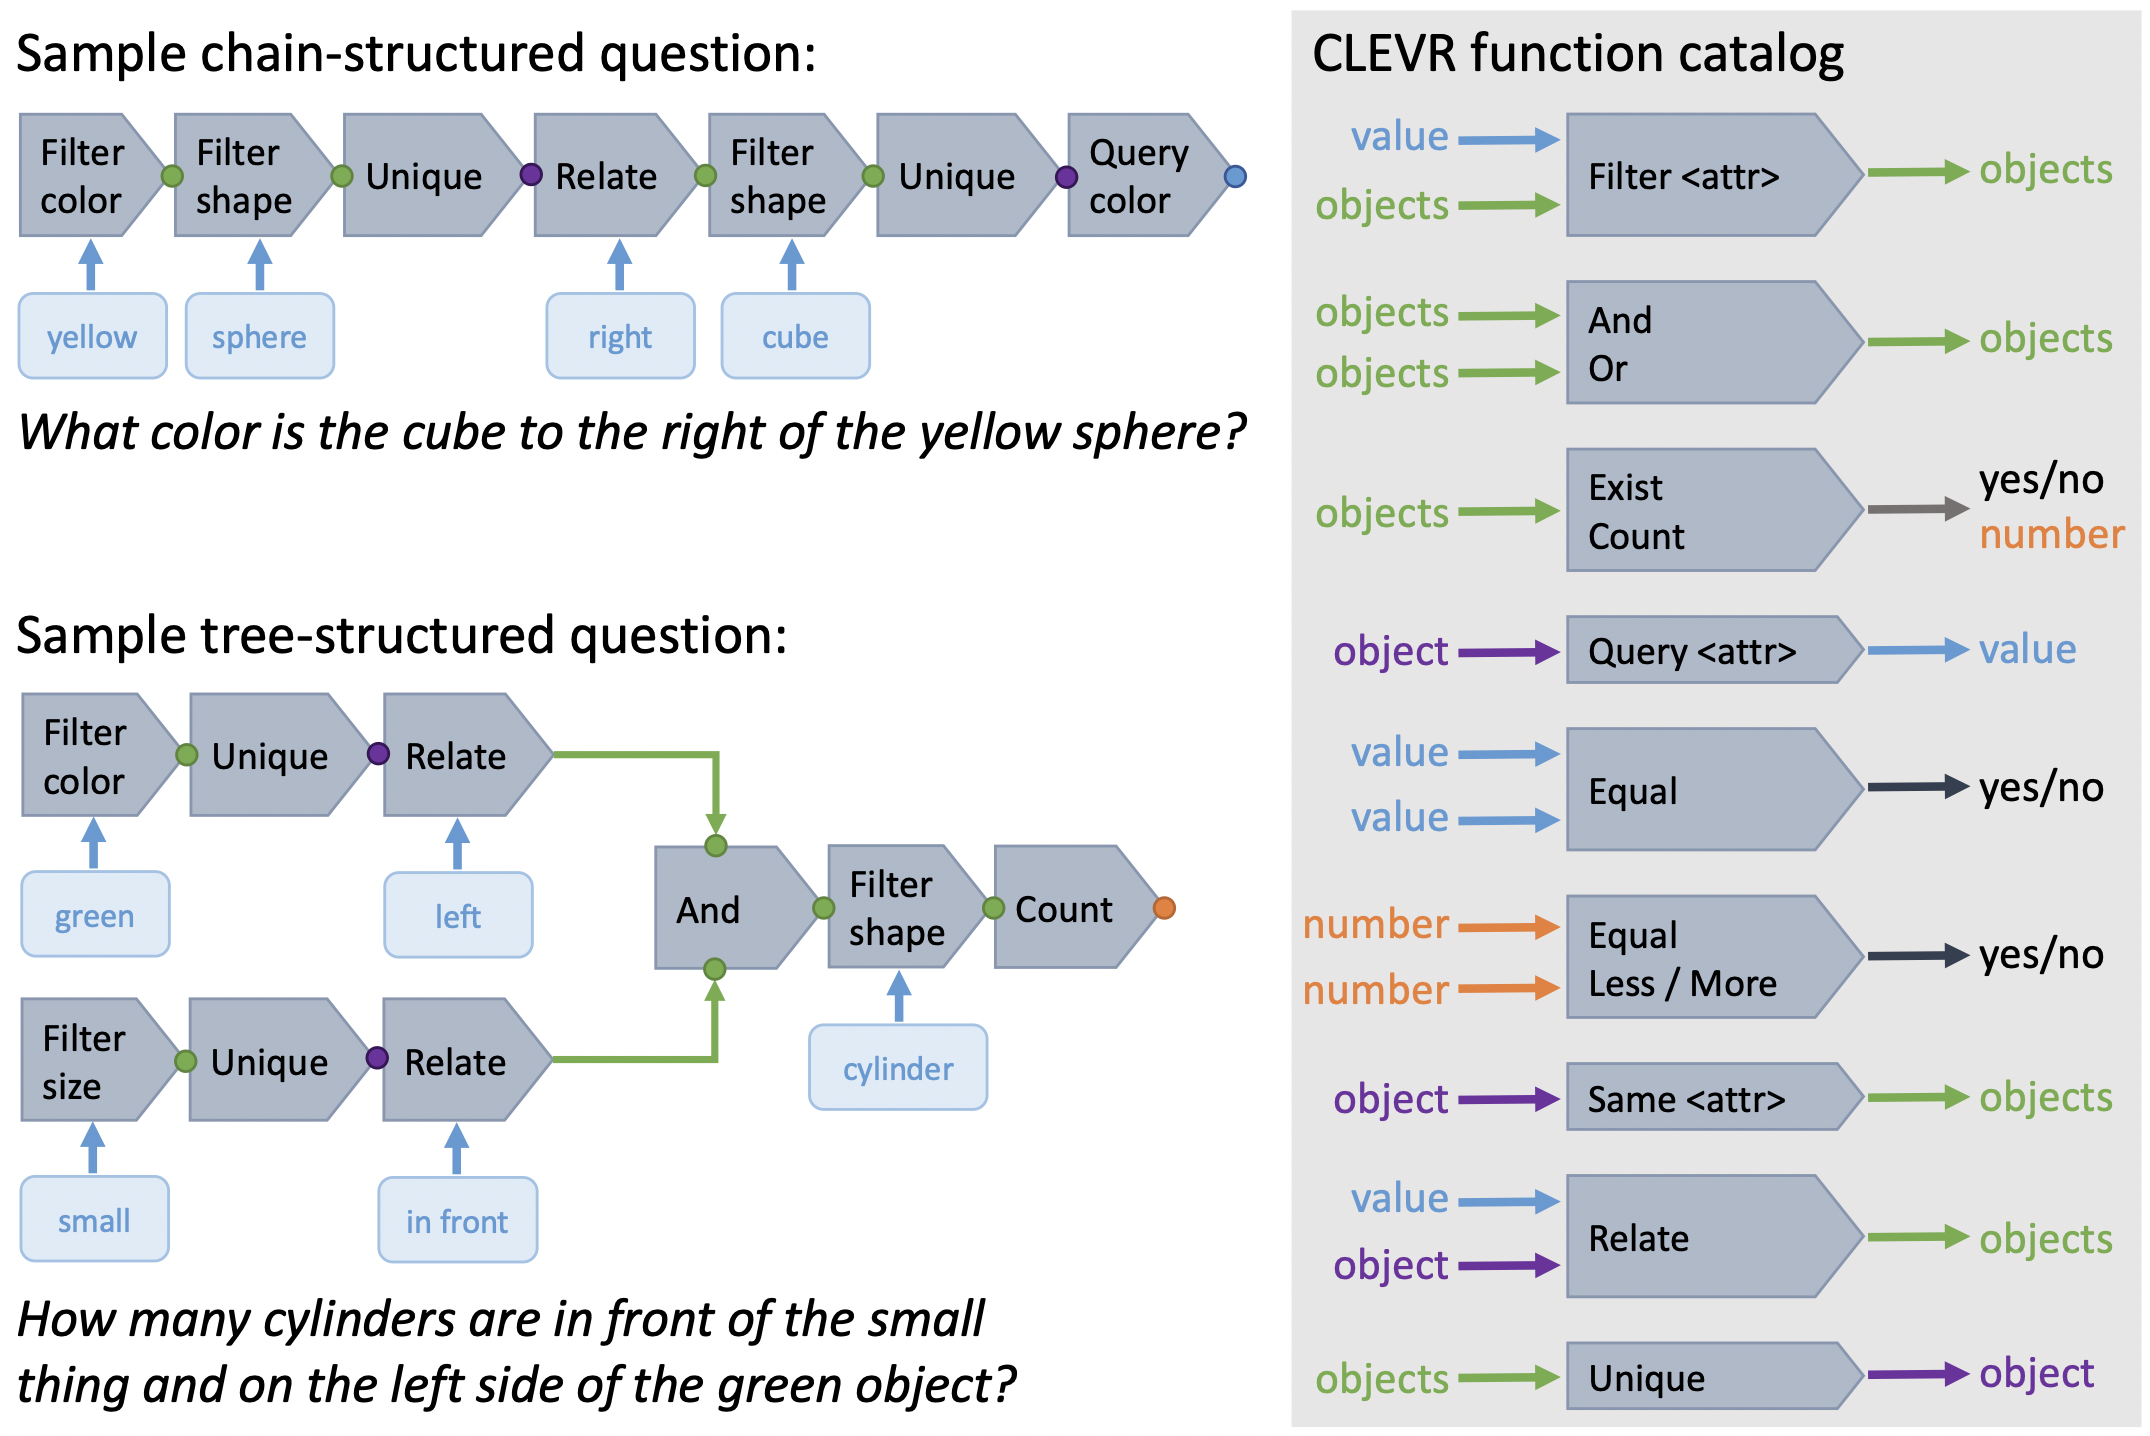 Sample chain-structured question:
Filter
color
Filter
shape
Unique
Relate
Filter
shape
Unique
Query
color
yellow
sphere
right
cube
What color is the cube to the right of the yellow sphere?
Sample tree-structured question:
Filter
color
Unique
Relate
green
left
And
Filter
shape
Count
cylinder
Filter
size
Unique
Relate
small
in front
How many cylinders are in front of the small
thing and on the left side of the green object?
CLEVR function catalog
value
objects
Filter <attr>
objects
objects
objects
And
Or
objects
objects
Exist
Count
yes/no
number
object
Query <attr>
value
value
value
Equal
yes/no
number
number
Equal
Less / More
yes/no
object
Same <attr>
objects
value
object
Relate
objects
objects
Unique
object